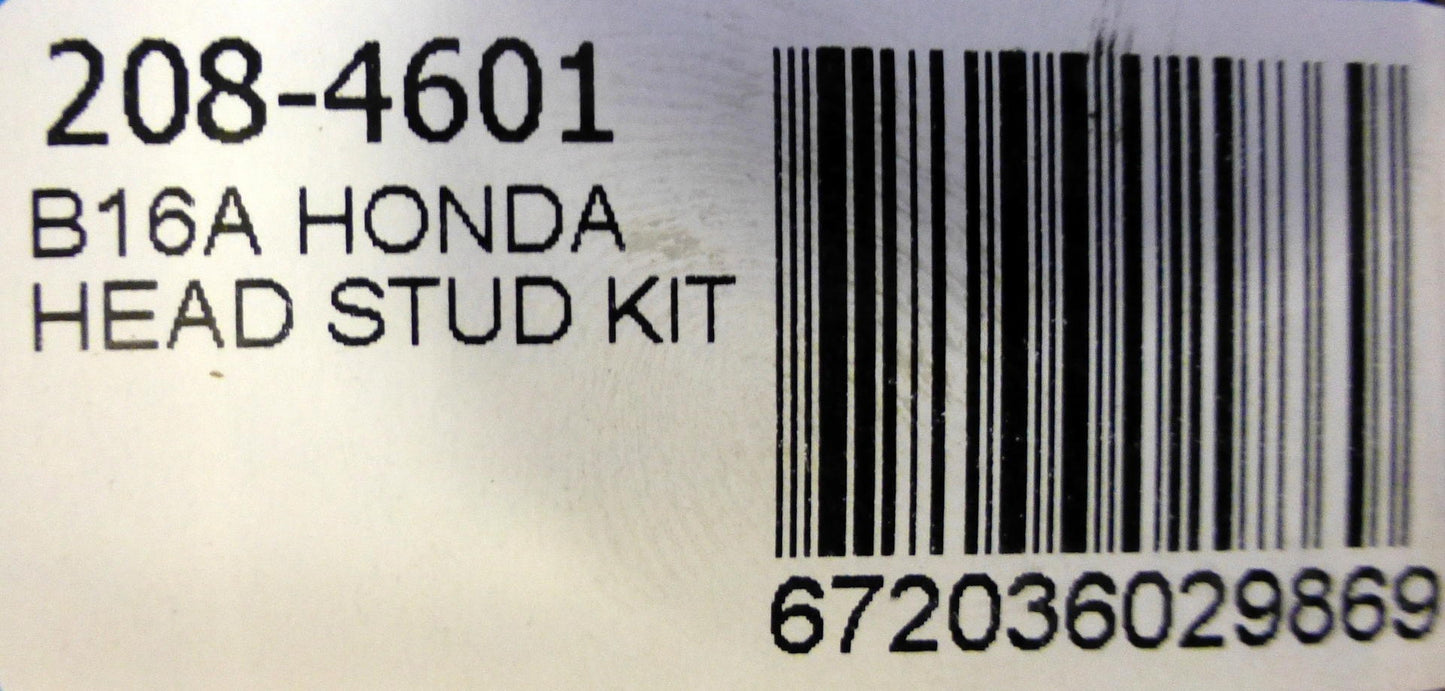 208-4601
B16A HONDA
HEAD STUD KIT
672036029869